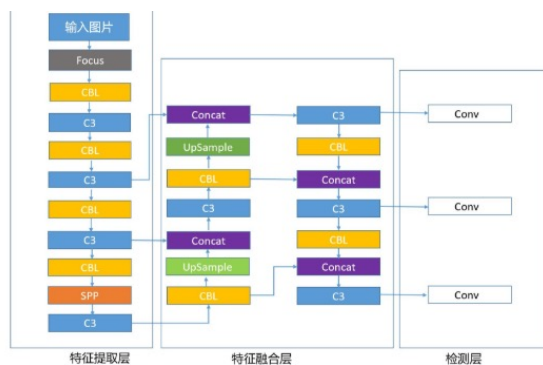 输入图片
Focus
CBL
C3
CBL
C3
CBL
C3
CBL
SPP
C3
特征提取层
Concat
UpSample
CBL
C3
Concat
UpSample
CBL
C3
CBL
Concat
C3
CBL
Concat
C3
特征融合层
Conv
Conv
Conv
检测层